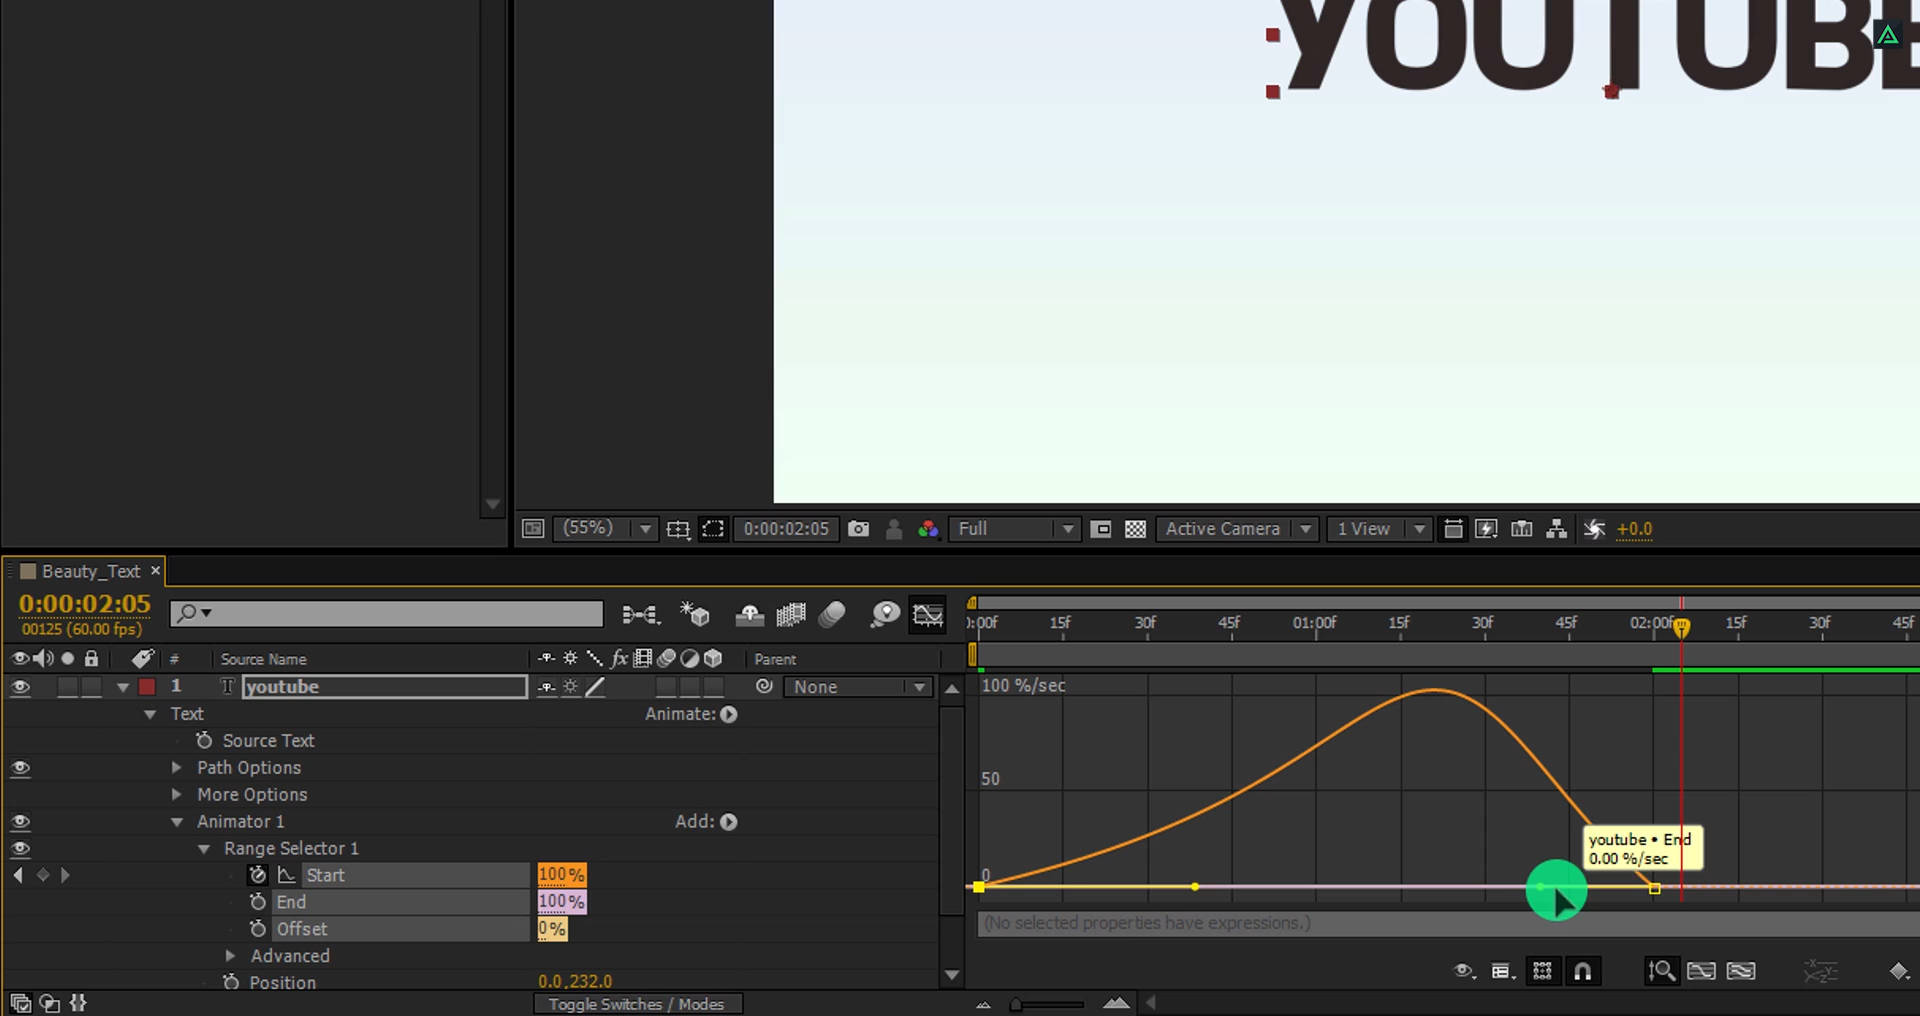 YOUTUBE
(55%) 0:00:02:05 Full Active Camera 1 View +0.0
Beauty_Text ×
0:00:02:05
00125 (60.00 fps)
:00f 15f 30f 45f 01:00f 15f 30f 45f 02:00f 15f 30f 45f
# Source Name fx Parent
1 T youtube None
100 %/sec
Text Animate:
Source Text
Path Options
50
More Options
Animator 1 Add:
youtube • End
0.00 %/sec
Range Selector 1
Start 100%
0
End 100%
Offset 0%
(No selected properties have expressions.)
Advanced
Position 0.0,232.0
Toggle Switches / Modes